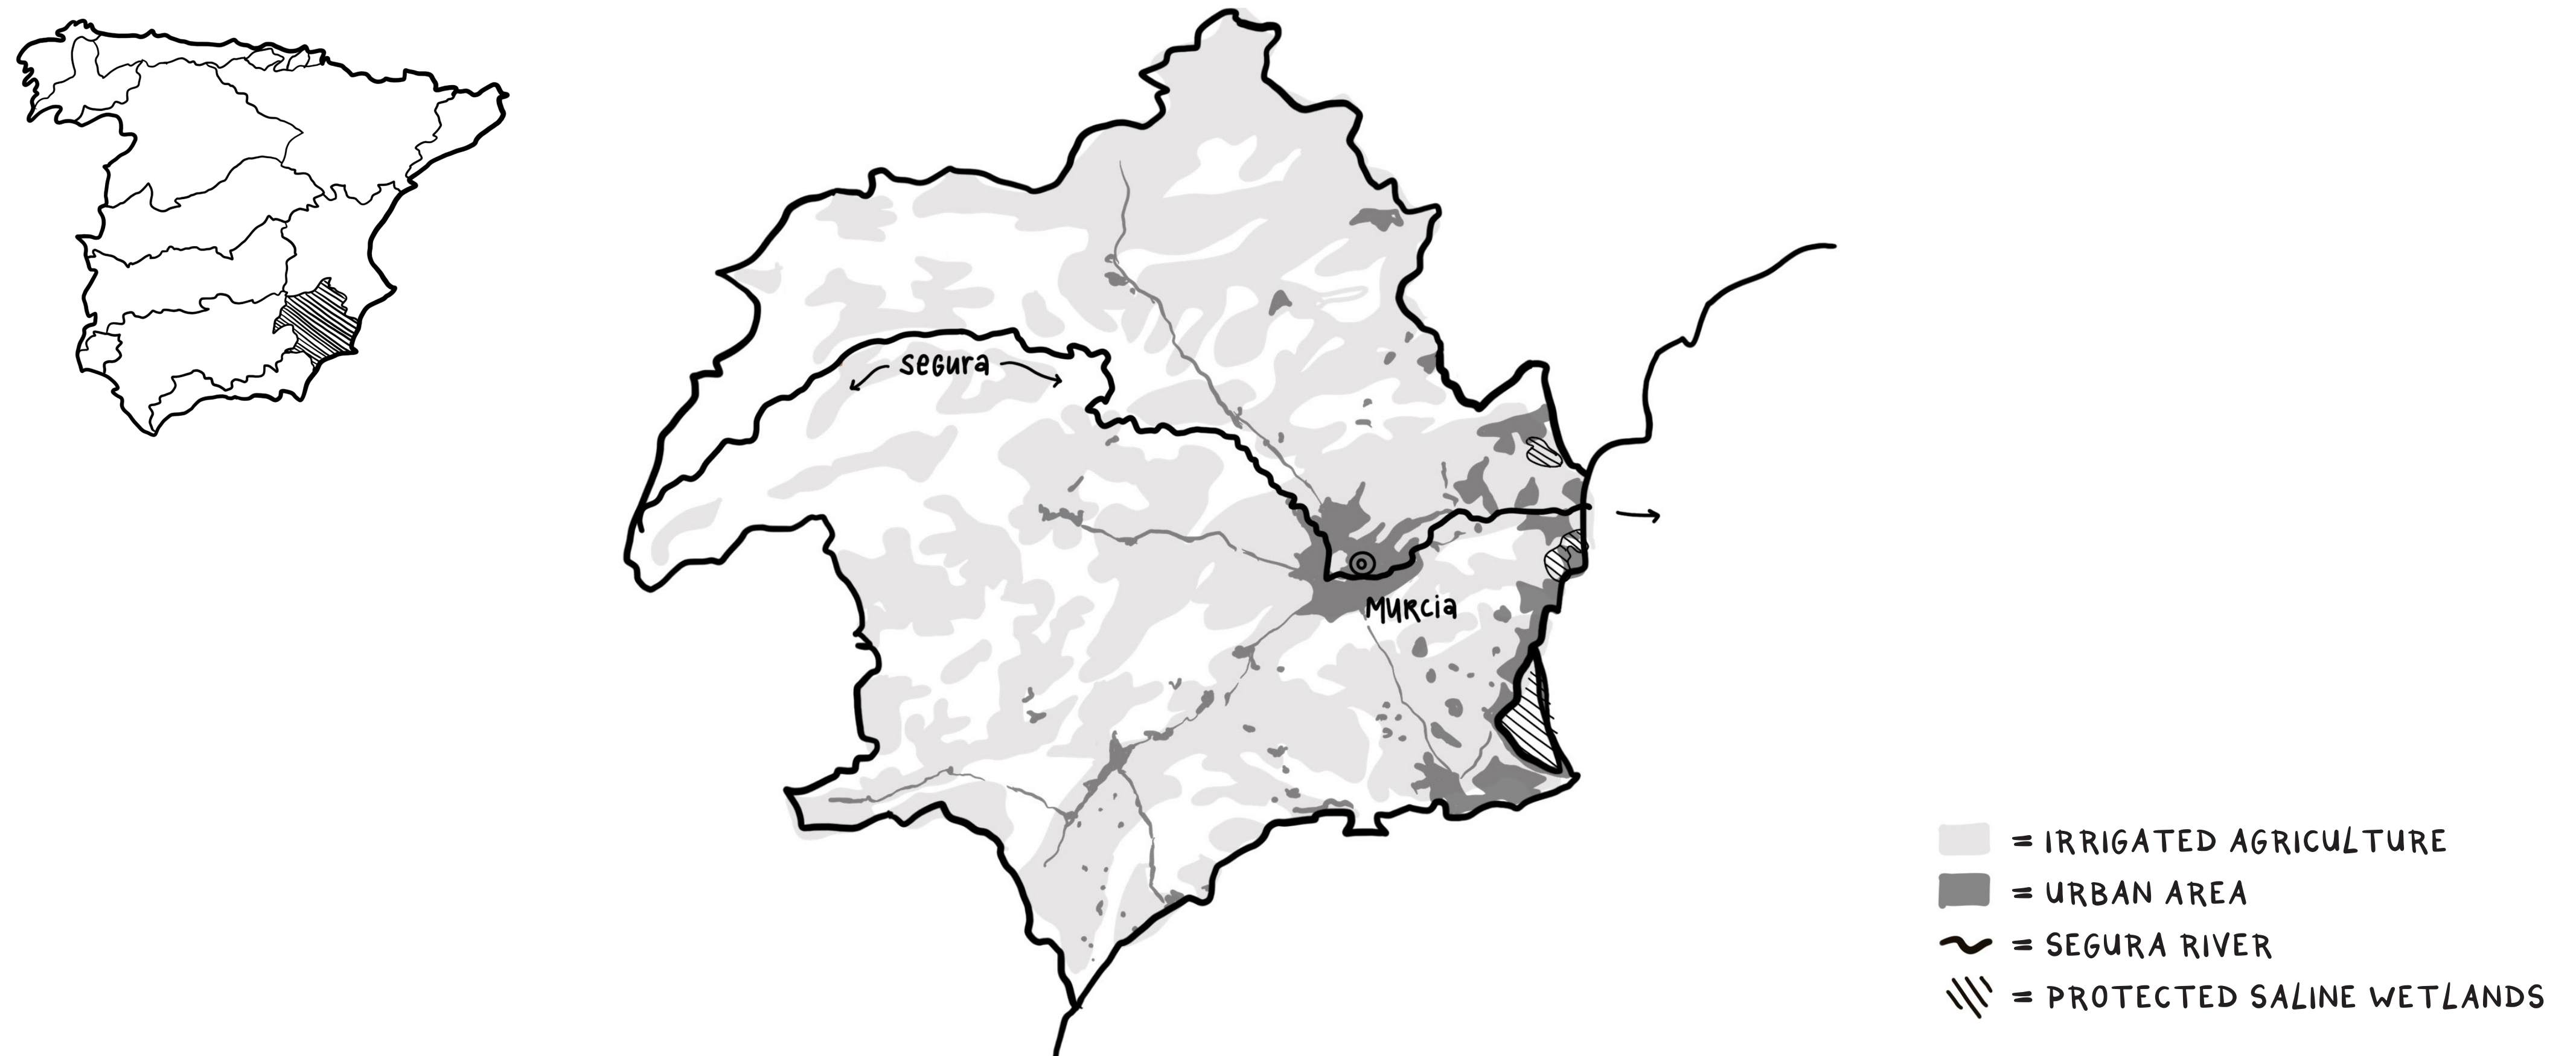 segura
Murcia
= IRRIGATED AGRICULTURE
= URBAN AREA
= SEGURA RIVER
= PROTECTED SALINE WETLANDS